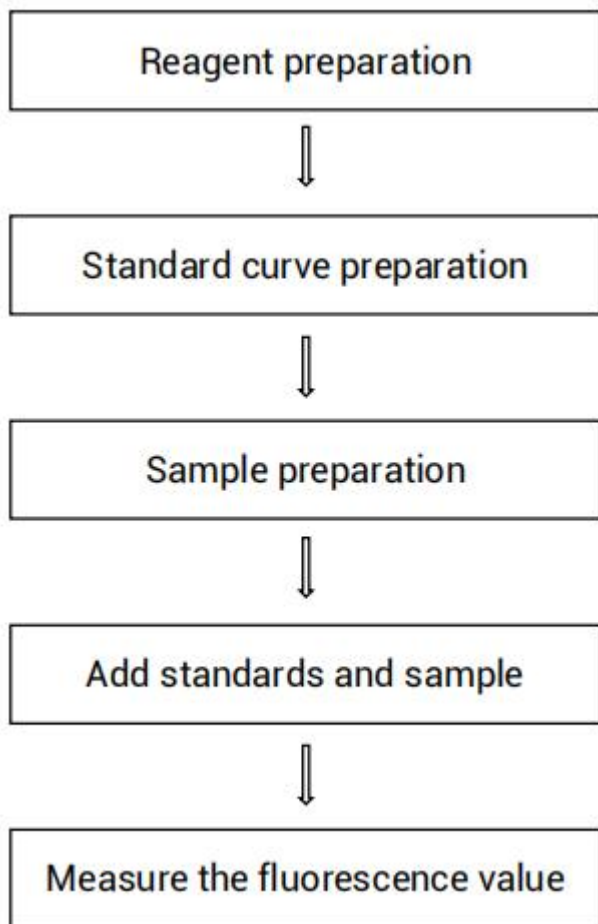 Reagent preparation
Standard curve preparation
Sample preparation
Add standards and sample
Measure the fluorescence value